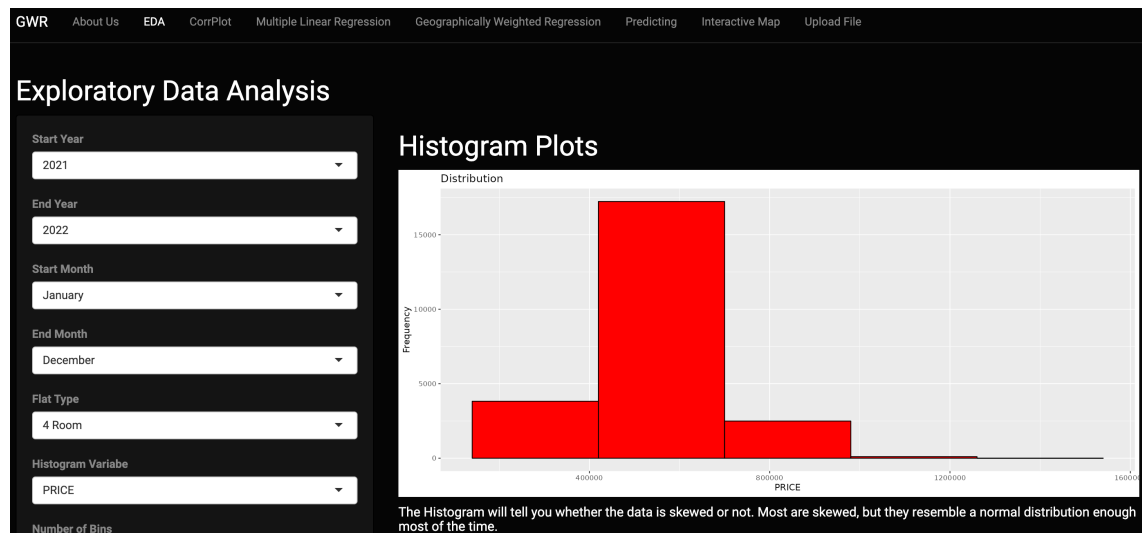 GWR About Us EDA CorrPlot Multiple Linear Regression Geographically Weighted Regression Predicting Interactive Map Upload File
Exploratory Data Analysis
Start Year
2021
End Year
2022
Start Month
January
End Month
December
Flat Type
4 Room
Histogram Variabe
PRICE
Number of Bins
Histogram Plots
Distribution
Frequency
15000
10000
5000
0
400000 800000 1200000 160000
PRICE
The Histogram will tell you whether the data is skewed or not. Most are skewed, but they resemble a normal distribution enough
most of the time.